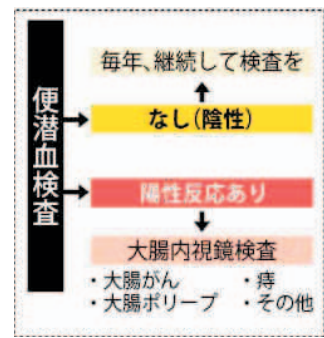 便潜血検査
毎年、継続して検査を
なし(陰性)
陽性反応あり
大腸内視鏡検査
・大腸がん ・痔
・大腸ポリープ ・その他